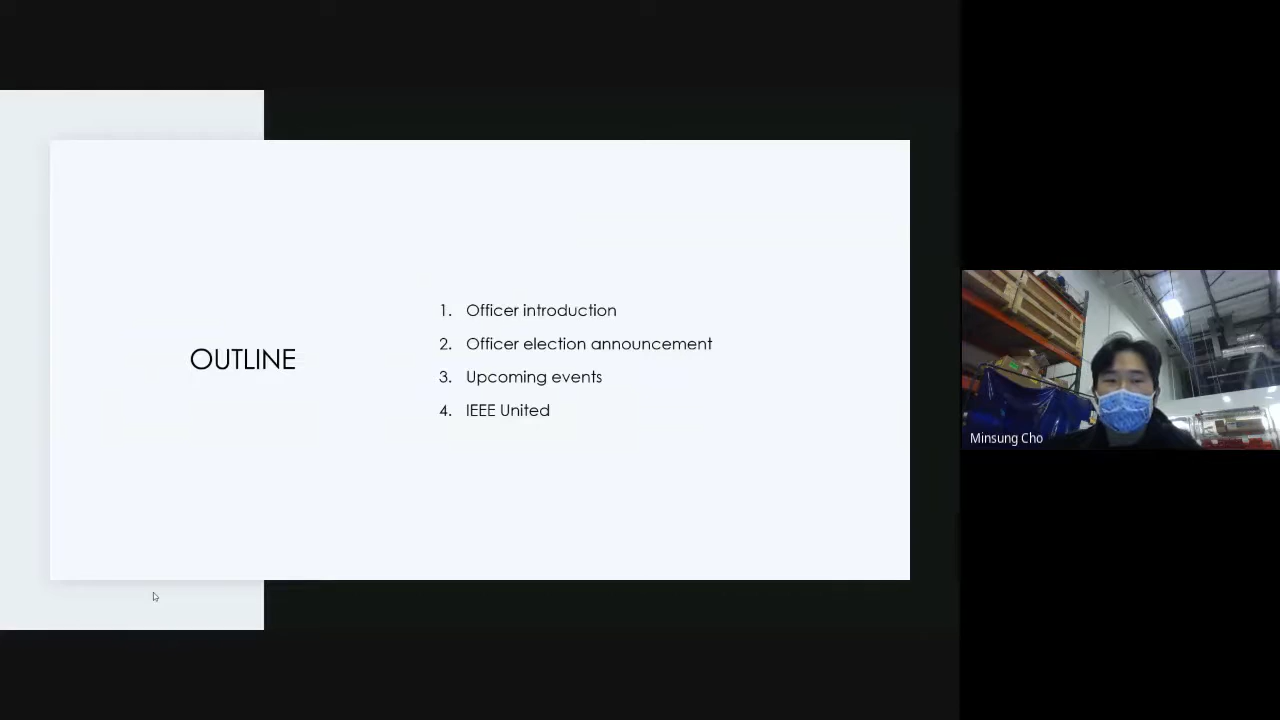 OUTLINE
1. Officer introduction
2. Officer election announcement
3. Upcoming events
4. IEEE United
Minsung Cho